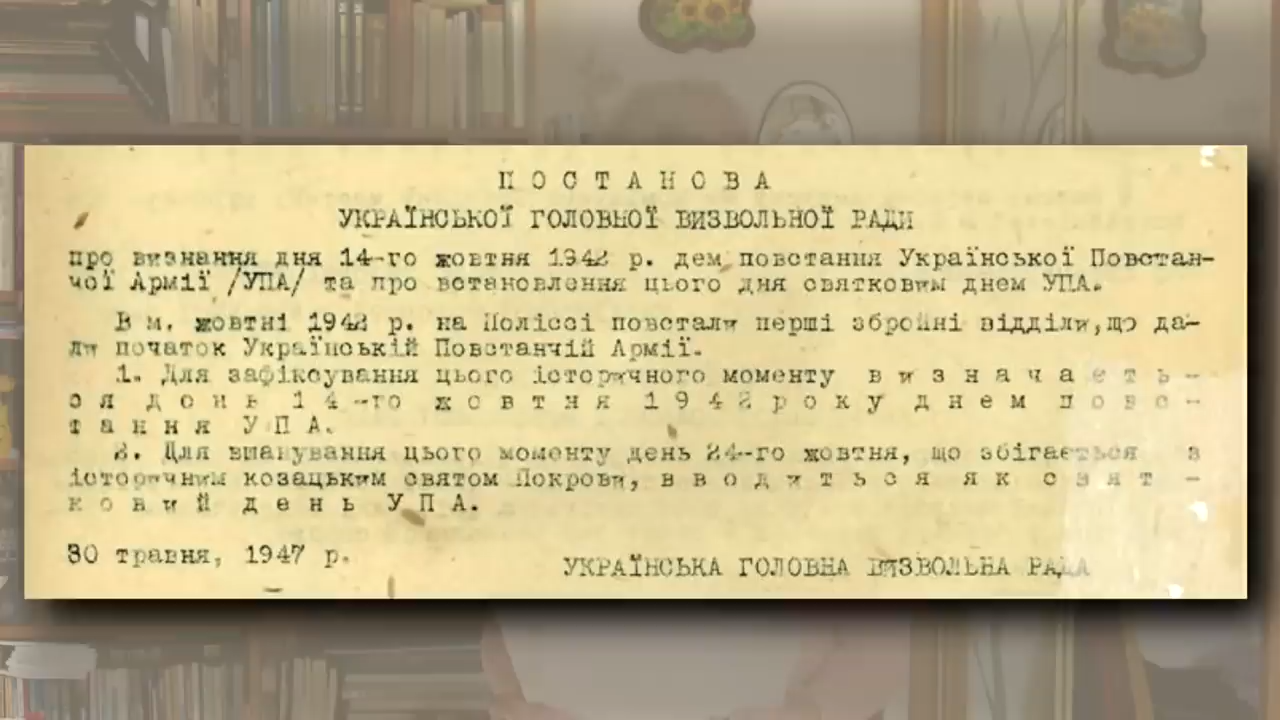 ПОСТАНОВА
УКРАЇНСЬКОЇ ГОЛОВНОЇ ВИЗВОЛЬНОЇ РАДИ
про визнання дня 14-го жовтня 1942 р. дем повстання Української Повстан-
чої Армії /УПА/ та про встановлення цього дня святковим днем УПА.
В м. жовтні 1942 р. на Поліссі повстали перші збройні відділи,що да-
ли початок Українській Повстанчій Армії.
1. Для зафіксування цього історичного моменту визначаєть-
ся день 14-го жовтня 1942 року днем повс-
тання УПА.
2. Для вшанування цього моменту день 24-го жовтня, що збігається з
історичним козацьким святом Покрови, вводиться як свят-
ковий день УПА.
30 травня, 1947 р.
УКРАЇНСЬКА ГОЛОВНА ВИЗВОЛЬНА РАДА